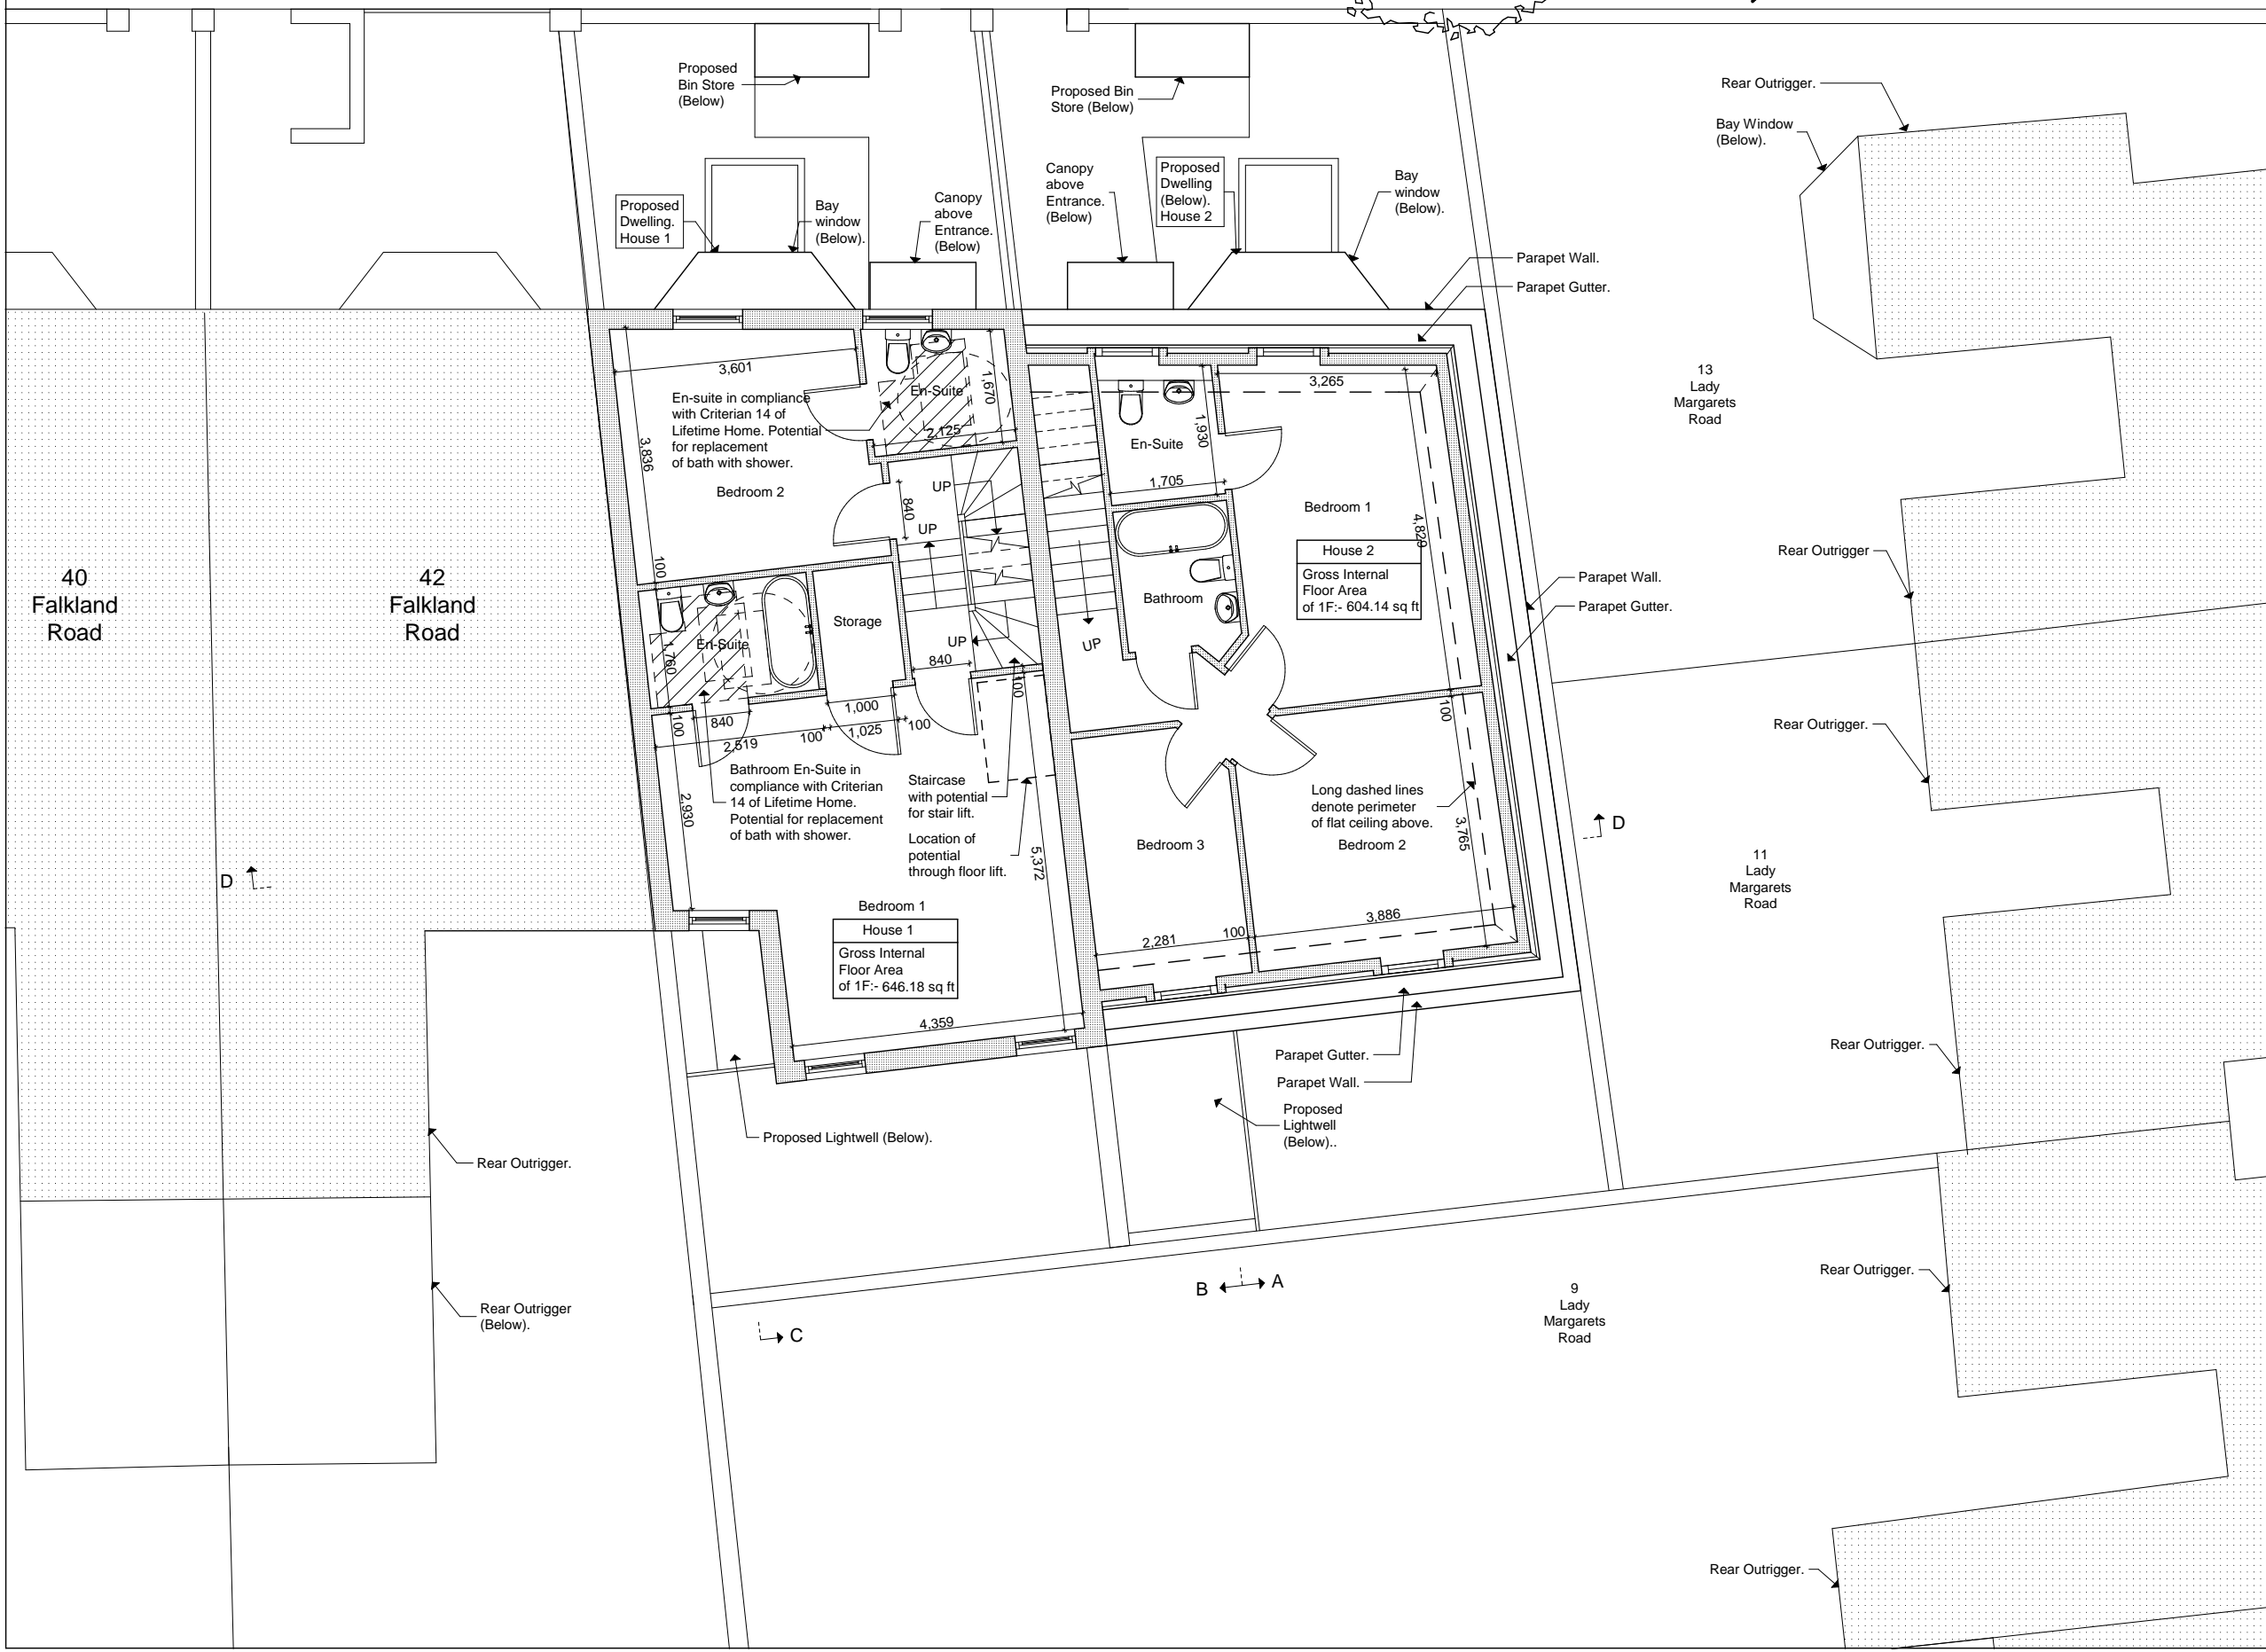 Proposed
Bin Store
(Below)
Proposed Bin
Store (Below)
Rear Outrigger.
Bay Window
(Below).
Proposed
Dwelling.
House 1
Bay
window
(Below).
Canopy
above
Entrance.
(Below)
Canopy
above
Entrance.
(Below)
Proposed
Dwelling
(Below).
House 2
Bay
window
(Below).
Parapet Wall.
Parapet Gutter.
3,601
En-suite in compliance
with Criterian 14 of
Lifetime Home. Potential
for replacement
of bath with shower.
En-Suite
1,670
2,125
3,836
Bedroom 2
UP
840
UP
100
3,265
1,930
En-Suite
1,705
Bedroom 1
4,829
House 2
Gross Internal
Floor Area
of 1F:- 604.14 sq ft
13
Lady
Margarets
Road
Rear Outrigger
Parapet Wall.
Parapet Gutter.
40
Falkland
Road
42
Falkland
Road
Storage
En-Suite
1,760
UP
840
100
Bathroom
UP
100
840
1,000
2,519
100
1,025
100
100
Rear Outrigger.
Bathroom En-Suite in
compliance with Criterian
14 of Lifetime Home.
Potential for replacement
of bath with shower.
2,930
Staircase
with potential
for stair lift.
Location of
potential
through floor lift.
5,372
Long dashed lines
denote perimeter
of flat ceiling above.
3,765
Bedroom 3
Bedroom 2
D
D
11
Lady
Margarets
Road
Bedroom 1
House 1
Gross Internal
Floor Area
of 1F:- 646.18 sq ft
2,281
100
3,886
4,359
Parapet Gutter.
Parapet Wall.
Proposed
Lightwell
(Below)..
Rear Outrigger.
Proposed Lightwell (Below).
Rear Outrigger.
Rear Outrigger
(Below).
B
A
C
9
Lady
Margarets
Road
Rear Outrigger.
Rear Outrigger.